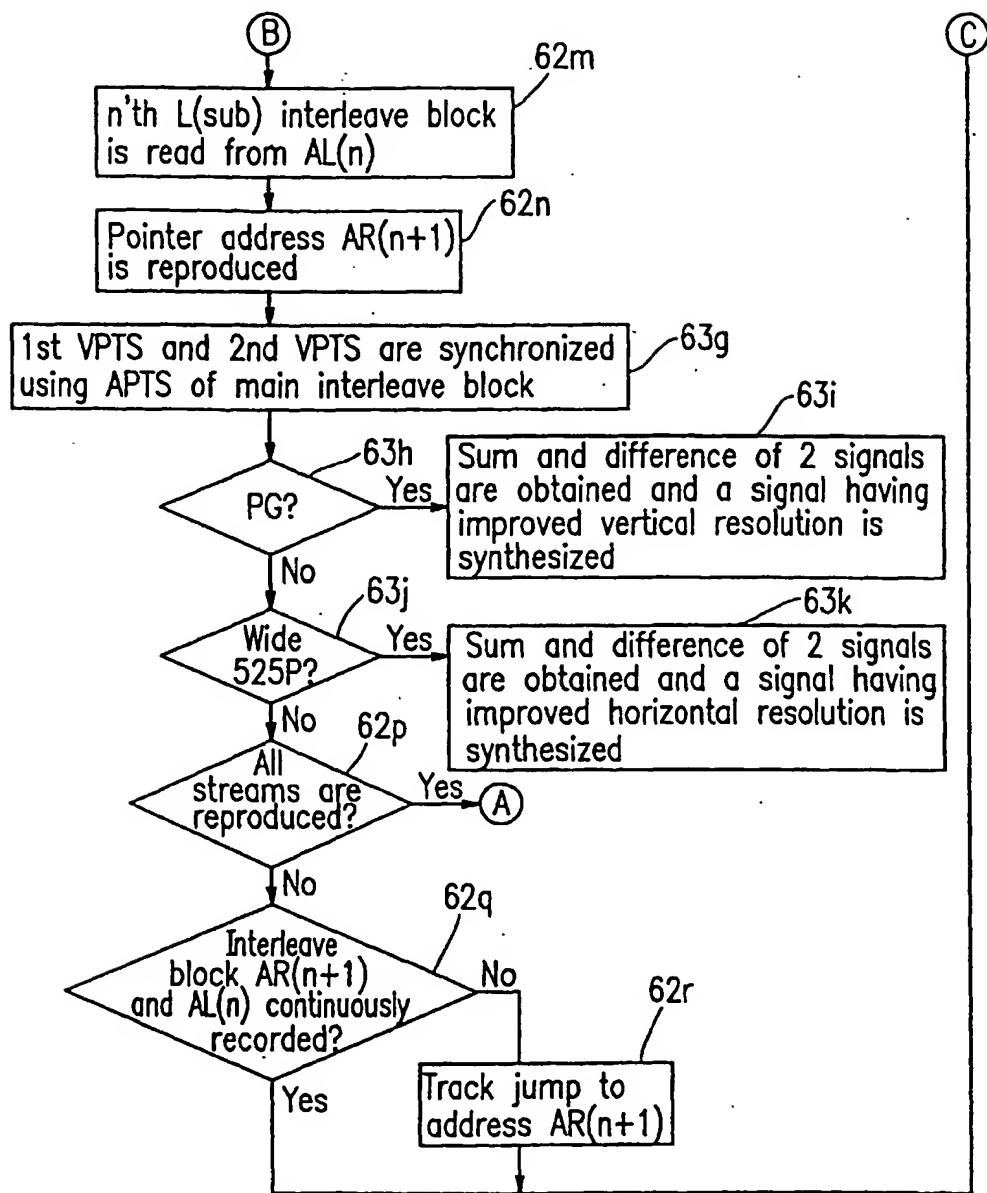 B
C
62m
n'th L(sub) interleave block
is read from AL(n)
62n
Pointer address AR(n+1)
is reproduced
63g
1st VPTS and 2nd VPTS are synchronized
using APTS of main interleave block
63h
PG?
Yes
63i
Sum and difference of 2 signals
are obtained and a signal having
improved vertical resolution is
synthesized
No
63j
Wide
525P?
Yes
63k
Sum and difference of 2 signals
are obtained and a signal having
improved horizontal resolution is
synthesized
No
62p
All
streams are
reproduced?
Yes
A
No
62q
Interleave
block AR(n+1)
and AL(n) continuously
recorded?
No
62r
Track jump to
address AR(n+1)
Yes